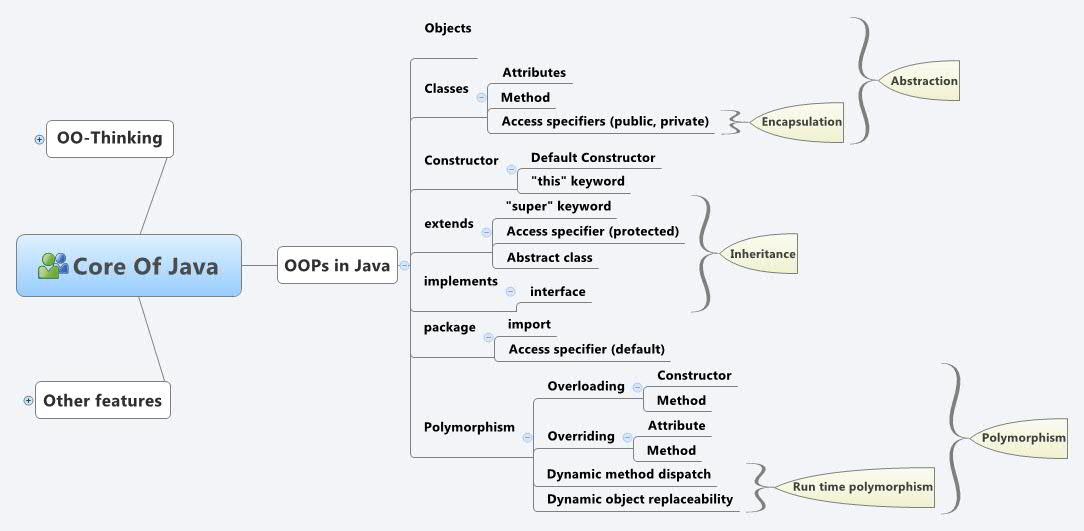 OO-Thinking
Core Of Java
Other features
OOPs in Java
Objects
Classes
Attributes
Method
Access specifiers (public, private)
Encapsulation
Abstraction
Constructor
Default Constructor
"this" keyword
extends
"super" keyword
Access specifier (protected)
Abstract class
implements
interface
Inheritance
package
import
Access specifier (default)
Polymorphism
Overloading
Constructor
Method
Overriding
Attribute
Method
Dynamic method dispatch
Dynamic object replaceability
Run time polymorphism
Polymorphism